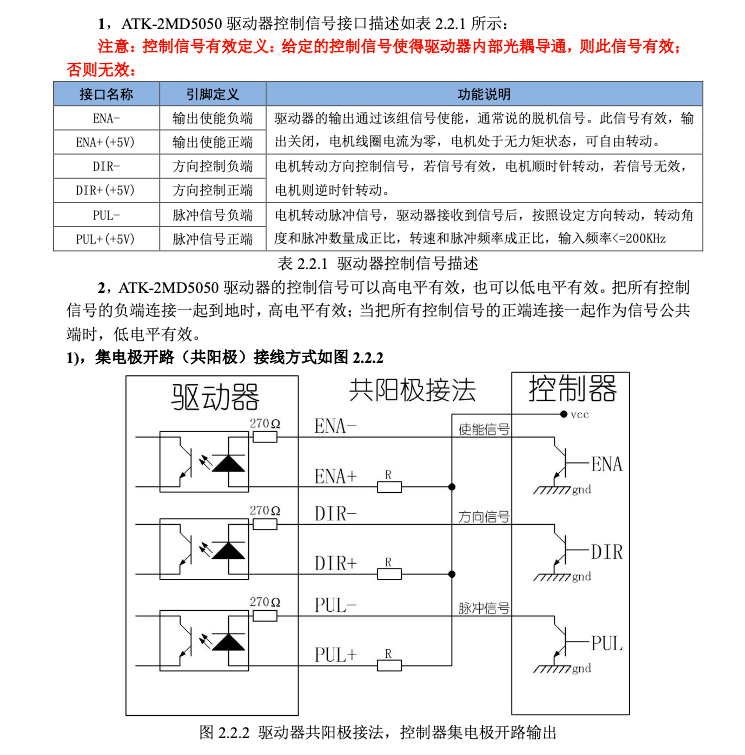 1，ATK-2MD5050 驱动器控制信号接口描述如表 2.2.1 所示：
注意：控制信号有效定义：给定的控制信号使得驱动器内部光耦导通，则此信号有效；
否则无效：
接口名称 引脚定义 功能说明
ENA- 输出使能负端 驱动器的输出通过该组信号使能，通常说的脱机信号。此信号有效，输
ENA+(+5V) 输出使能正端 出关闭，电机线圈电流为零，电机处于无力矩状态，可自由转动。
DIR- 方向控制负端 电机转动方向控制信号，若信号有效，电机顺时针转动，若信号无效，
DIR+(+5V) 方向控制正端 电机则逆时针转动。
PUL- 脉冲信号负端 电机转动脉冲信号，驱动器接收到信号后，按照设定方向转动，转动角
PUL+(+5V) 脉冲信号正端 度和脉冲数量成正比，转速和脉冲频率成正比，输入频率<=200KHz
表 2.2.1 驱动器控制信号描述
2，ATK-2MD5050 驱动器的控制信号可以高电平有效，也可以低电平有效。把所有控制
信号的负端连接一起到地时，高电平有效；当把所有控制信号的正端连接一起作为信号公共
端时，低电平有效。
1)，集电极开路（共阳极）接线方式如图 2.2.2
驱动器 共阳极接法 控制器
vcc
270Ω ENA- 使能信号
ENA
ENA+ R
gnd
270Ω DIR- 方向信号
DIR
DIR+ R
gnd
270Ω PUL- 脉冲信号
PUL
PUL+ R
gnd
图 2.2.2 驱动器共阳极接法，控制器集电极开路输出